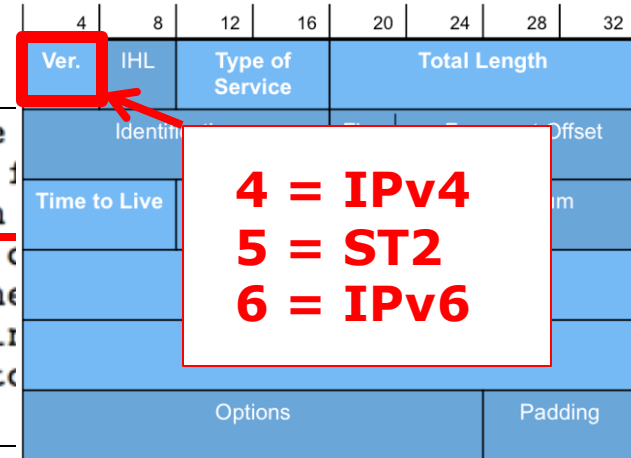 4 8 12 16 20 24 28 32
Ver. IHL Type of Service Total Length
Offset
Time to Live
4 = IPv4
5 = ST2
6 = IPv6
Options Padding